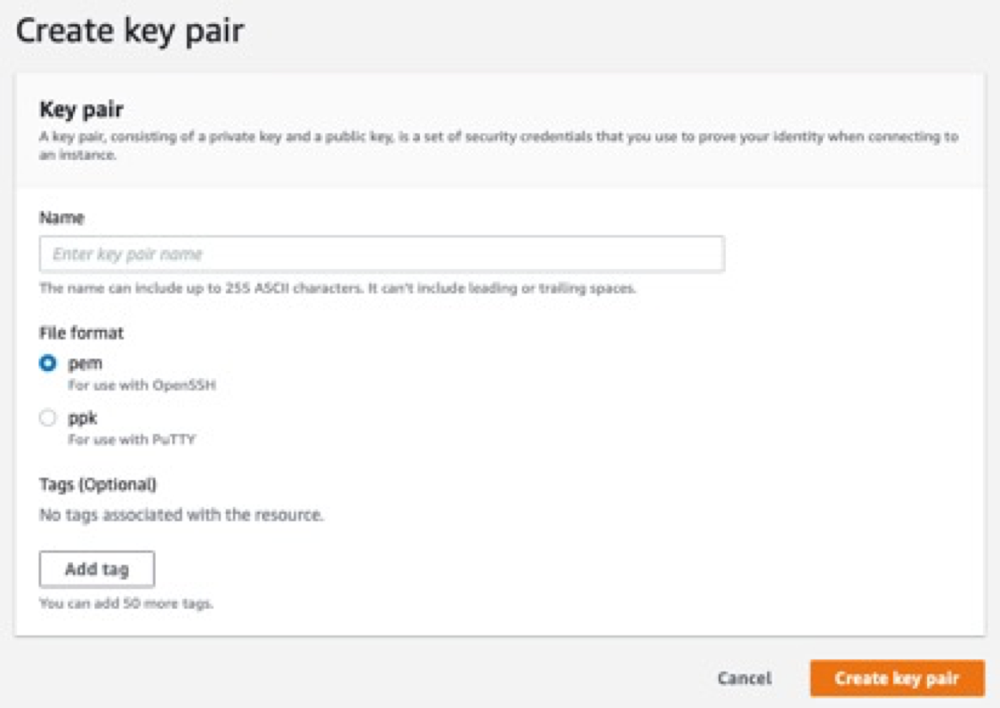 Create key pair
Key pair
A key pair, consisting of a private key and a public key, is a set of security credentials that you use to prove your identity when connecting to
an instance.
Name
Enter key pair name
The name can include up to 255 ASCII characters. It can't include leading or trailing spaces.
File format
pem
For use with OpenSSH
ppk
For use with PuTTY
Tags (Optional)
No tags associated with the resource.
Add tag
You can add 50 more tags.
Cancel
Create key pair